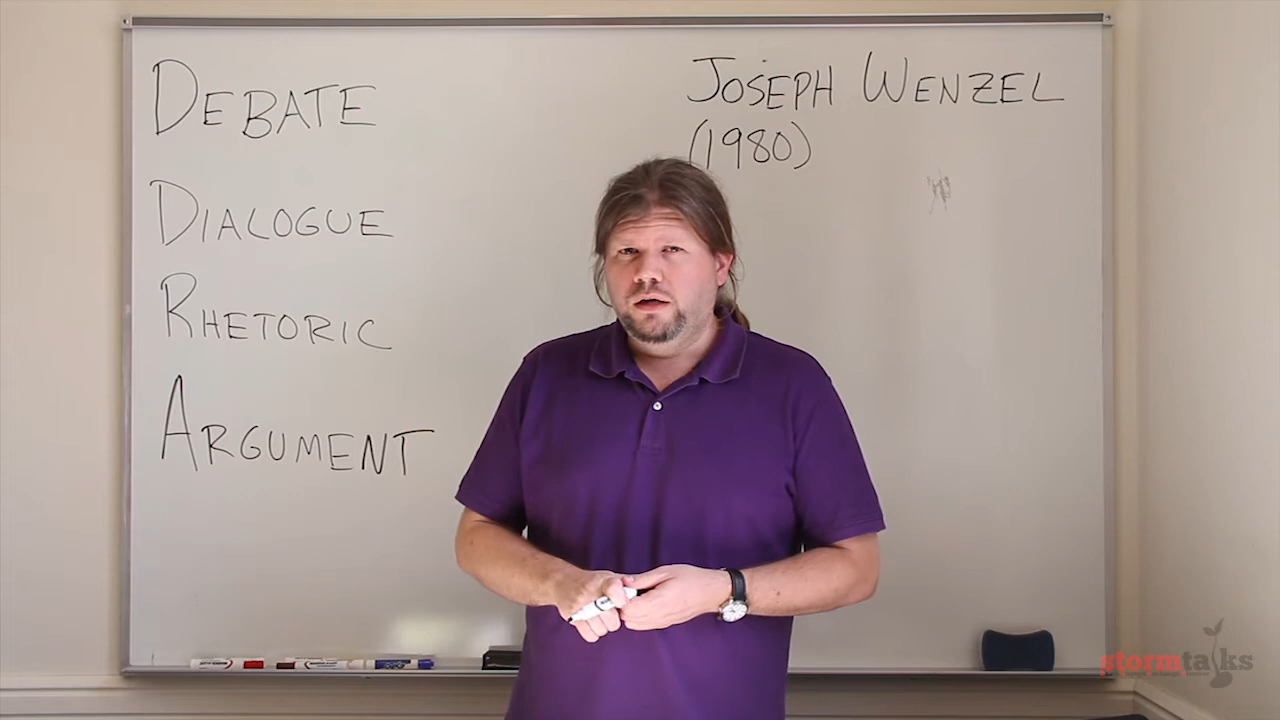 DEBATE
DIALOGUE
RHETORIC
ARGUMENT
JOSEPH WENZEL
(1980)
stormtalks